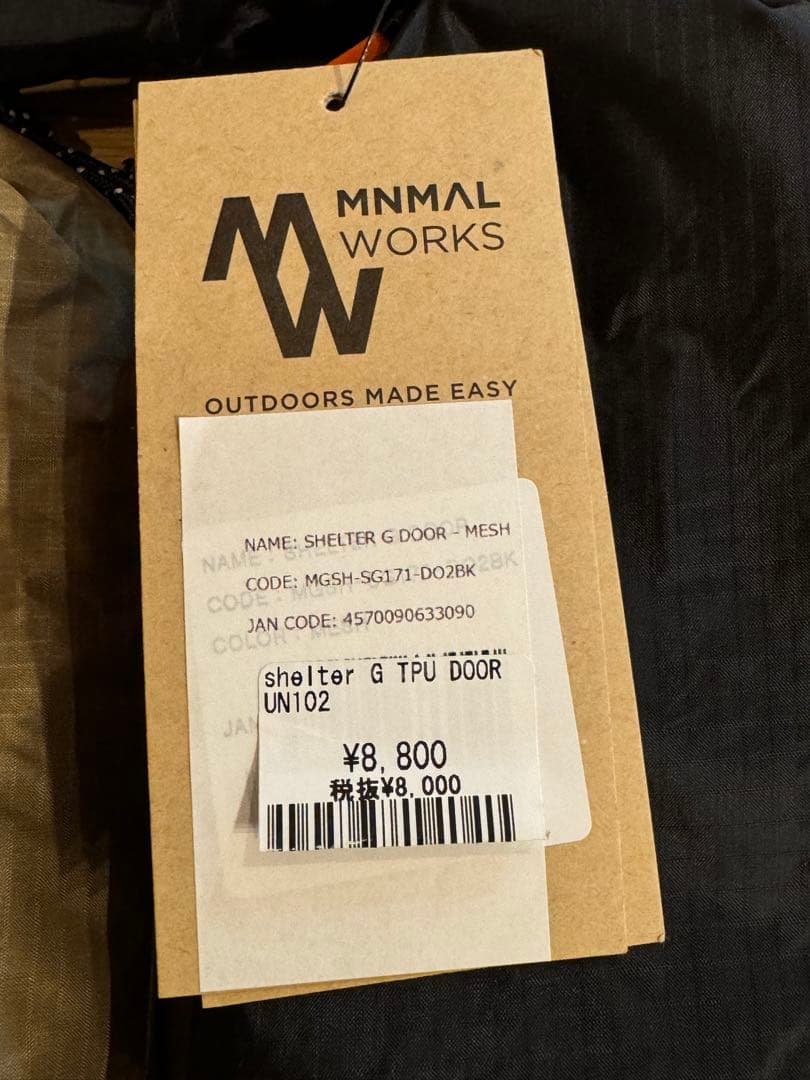 MNMAL
WORKS
OUTDOORS MADE EASY
NAME: SHELTER G DOOR - MESH
CODE: MGSH-SG171-DO2BK
JAN CODE: 4570090633090
shelter G TPU DOOR
UN102
¥8,800
税抜¥8,000